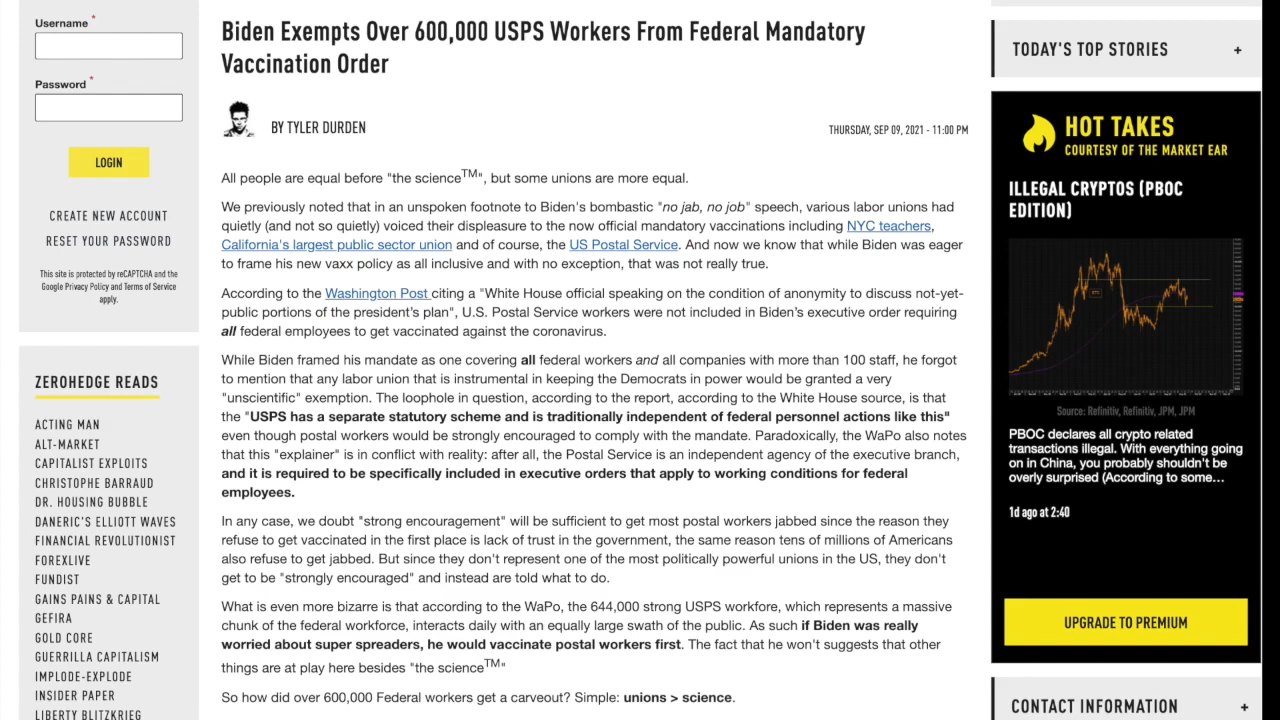 Username *
Password *
LOGIN
CREATE NEW ACCOUNT
RESET YOUR PASSWORD
This site is protected by reCAPTCHA and the
Google Privacy Policy and Terms of Service
apply.
ZEROHEDGE READS
ACTING MAN
ALT-MARKET
CAPITALIST EXPLOITS
CHRISTOPHE BARRAUD
DR. HOUSING BUBBLE
DANERIC'S ELLIOTT WAVES
FINANCIAL REVOLUTIONIST
FOREXLIVE
FUNDIST
GAINS PAINS & CAPITAL
GEFIRA
GOLD CORE
GUERRILLA CAPITALISM
IMPLODE-EXPLODE
INSIDER PAPER
LIBERTY BLITZKRIEG
Biden Exempts Over 600,000 USPS Workers From Federal Mandatory
Vaccination Order
BY TYLER DURDEN
THURSDAY, SEP 09, 2021 - 11:00 PM
All people are equal before "the scienceTM", but some unions are more equal.
We previously noted that in an unspoken footnote to Biden's bombastic "no jab, no job" speech, various labor unions had
quietly (and not so quietly) voiced their displeasure to the now official mandatory vaccinations including NYC teachers,
California's largest public sector union and of course, the US Postal Service. And now we know that while Biden was eager
to frame his new vaxx policy as all inclusive and with no exception, that was not really true.
According to the Washington Post citing a "White House official speaking on the condition of anonymity to discuss not-yet-
public portions of the president's plan", U.S. Postal Service workers were not included in Biden's executive order requiring
all federal employees to get vaccinated against the coronavirus.
While Biden framed his mandate as one covering all federal workers and all companies with more than 100 staff, he forgot
to mention that any labor union that is instrumental in keeping the Democrats in power would be granted a very
"unscientific" exemption. The loophole in question, according to the report, according to the White House source, is that
the "USPS has a separate statutory scheme and is traditionally independent of federal personnel actions like this"
even though postal workers would be strongly encouraged to comply with the mandate. Paradoxically, the WaPo also notes
that this "explainer" is in conflict with reality: after all, the Postal Service is an independent agency of the executive branch,
and it is required to be specifically included in executive orders that apply to working conditions for federal
employees.
In any case, we doubt "strong encouragement" will be sufficient to get most postal workers jabbed since the reason they
refuse to get vaccinated in the first place is lack of trust in the government, the same reason tens of millions of Americans
also refuse to get jabbed. But since they don't represent one of the most politically powerful unions in the US, they don't
get to be "strongly encouraged" and instead are told what to do.
What is even more bizarre is that according to the WaPo, the 644,000 strong USPS workfore, which represents a massive
chunk of the federal workforce, interacts daily with an equally large swath of the public. As such if Biden was really
worried about super spreaders, he would vaccinate postal workers first. The fact that he won't suggests that other
things are at play here besides "the scienceTM"
So how did over 600,000 Federal workers get a carveout? Simple: unions > science.
TODAY'S TOP STORIES +
HOT TAKES
COURTESY OF THE MARKET EAR
ILLEGAL CRYPTOS (PBOC
EDITION)
Source: Refinitiv, Refinitiv, JPM, JPM
PBOC declares all crypto related
transactions illegal. With everything going
on in China, you probably shouldn't be
overly surprised (According to some...
1d ago at 2:40
UPGRADE TO PREMIUM
CONTACT INFORMATION +